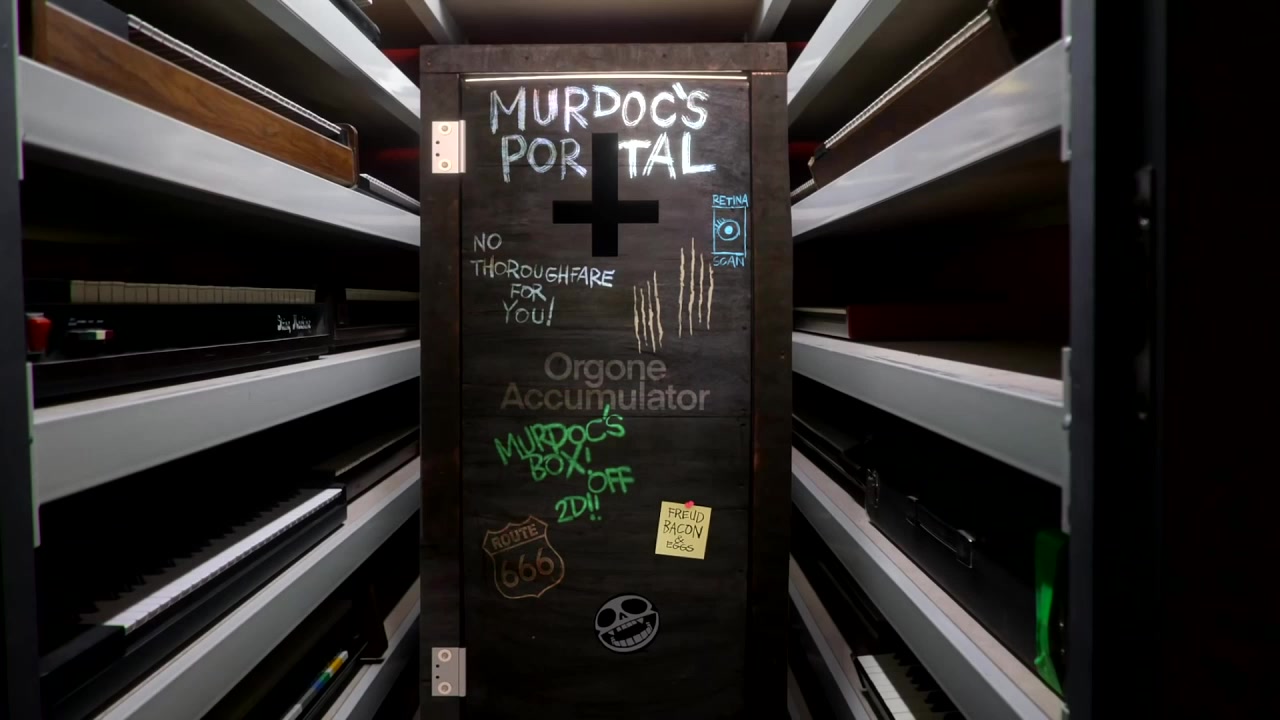 MURDOC'S
PORTAL
RETINA
SCAN
NO
THOROUGHFARE
FOR
YOU!
Orgone
Accumulator
MURDOC'S
BOX!
OFF
2D!!
FREUD
BACON
&
EGGS
ROUTE
666